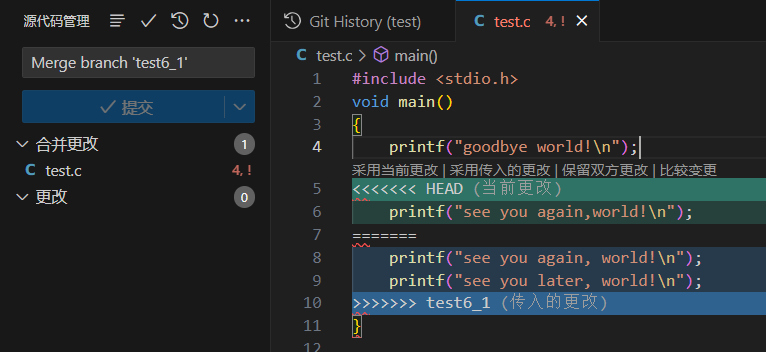 源代码管理
Git History (test)
C test.c 4, !
Merge branch 'test6_1'
提交
合并更改 1
C test.c 4, !
更改 0
C test.c > main()
1 #include <stdio.h>
2 void main()
3 {
4 printf("goodbye world!\n");
采用当前更改 | 采用传入的更改 | 保留双方更改 | 比较变更
5 <<<<<<< HEAD (当前更改)
6 printf("see you again,world!\n");
7 =======
8 printf("see you again, world!\n");
9 printf("see you later, world!\n");
10 >>>>>>> test6_1 (传入的更改)
11 }
12